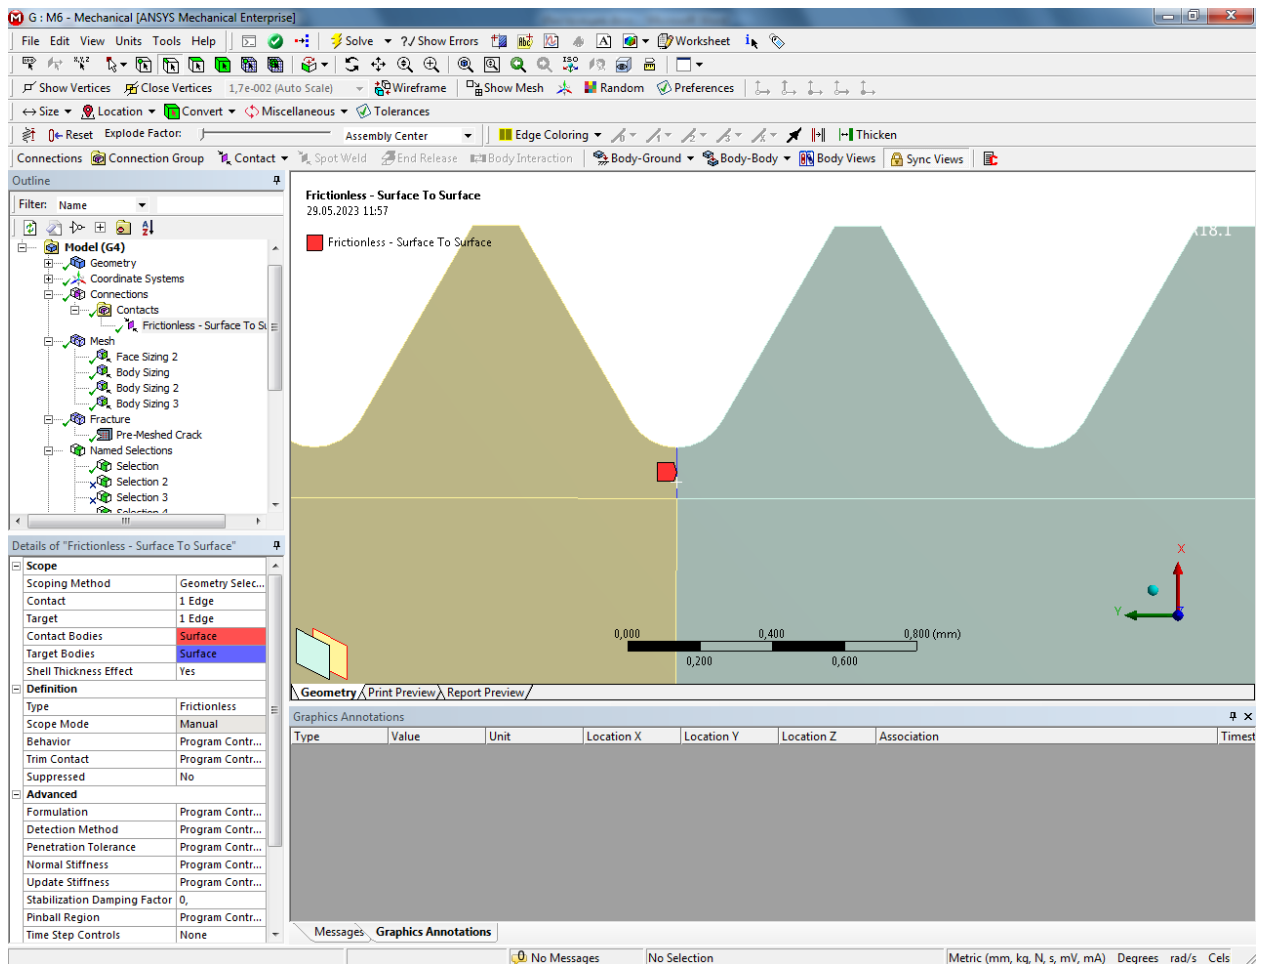 G : M6 - Mechanical [ANSYS Mechanical Enterprise]
File Edit View Units Tools Help Solve ?/ Show Errors Worksheet
Show Vertices Close Vertices 1,7e-002 (Auto Scale) Wireframe Show Mesh Random Preferences
Size Location Convert Miscellaneous Tolerances
Reset Explode Factor: Assembly Center Edge Coloring Thicken
Connections Connection Group Contact Spot Weld End Release Body Interaction Body-Ground Body-Body Body Views Sync Views
Outline
Filter: Name
Model (G4)
Geometry
Coordinate Systems
Connections
Contacts
Frictionless - Surface To Su
Mesh
Face Sizing 2
Body Sizing
Body Sizing 2
Body Sizing 3
Fracture
Pre-Meshed Crack
Named Selections
Selection
Selection 2
Selection 3
Selection 4
Details of "Frictionless - Surface To Surface"
Scope
Scoping Method Geometry Selec...
Contact 1 Edge
Target 1 Edge
Contact Bodies Surface
Target Bodies Surface
Shell Thickness Effect Yes
Definition
Type Frictionless
Scope Mode Manual
Behavior Program Contr...
Trim Contact Program Contr...
Suppressed No
Advanced
Formulation Program Contr...
Detection Method Program Contr...
Penetration Tolerance Program Contr...
Normal Stiffness Program Contr...
Update Stiffness Program Contr...
Stabilization Damping Factor 0,
Pinball Region Program Contr...
Time Step Controls None
Frictionless - Surface To Surface
29.05.2023 11:57
Frictionless - Surface To Surface
R18.1
X
Y
Z
0,000 0,400 0,800 (mm)
0,200 0,600
Geometry Print Preview Report Preview
Graphics Annotations
Type Value Unit Location X Location Y Location Z Association Timest
Messages Graphics Annotations
No Messages No Selection Metric (mm, kg, N, s, mV, mA) Degrees rad/s Cels